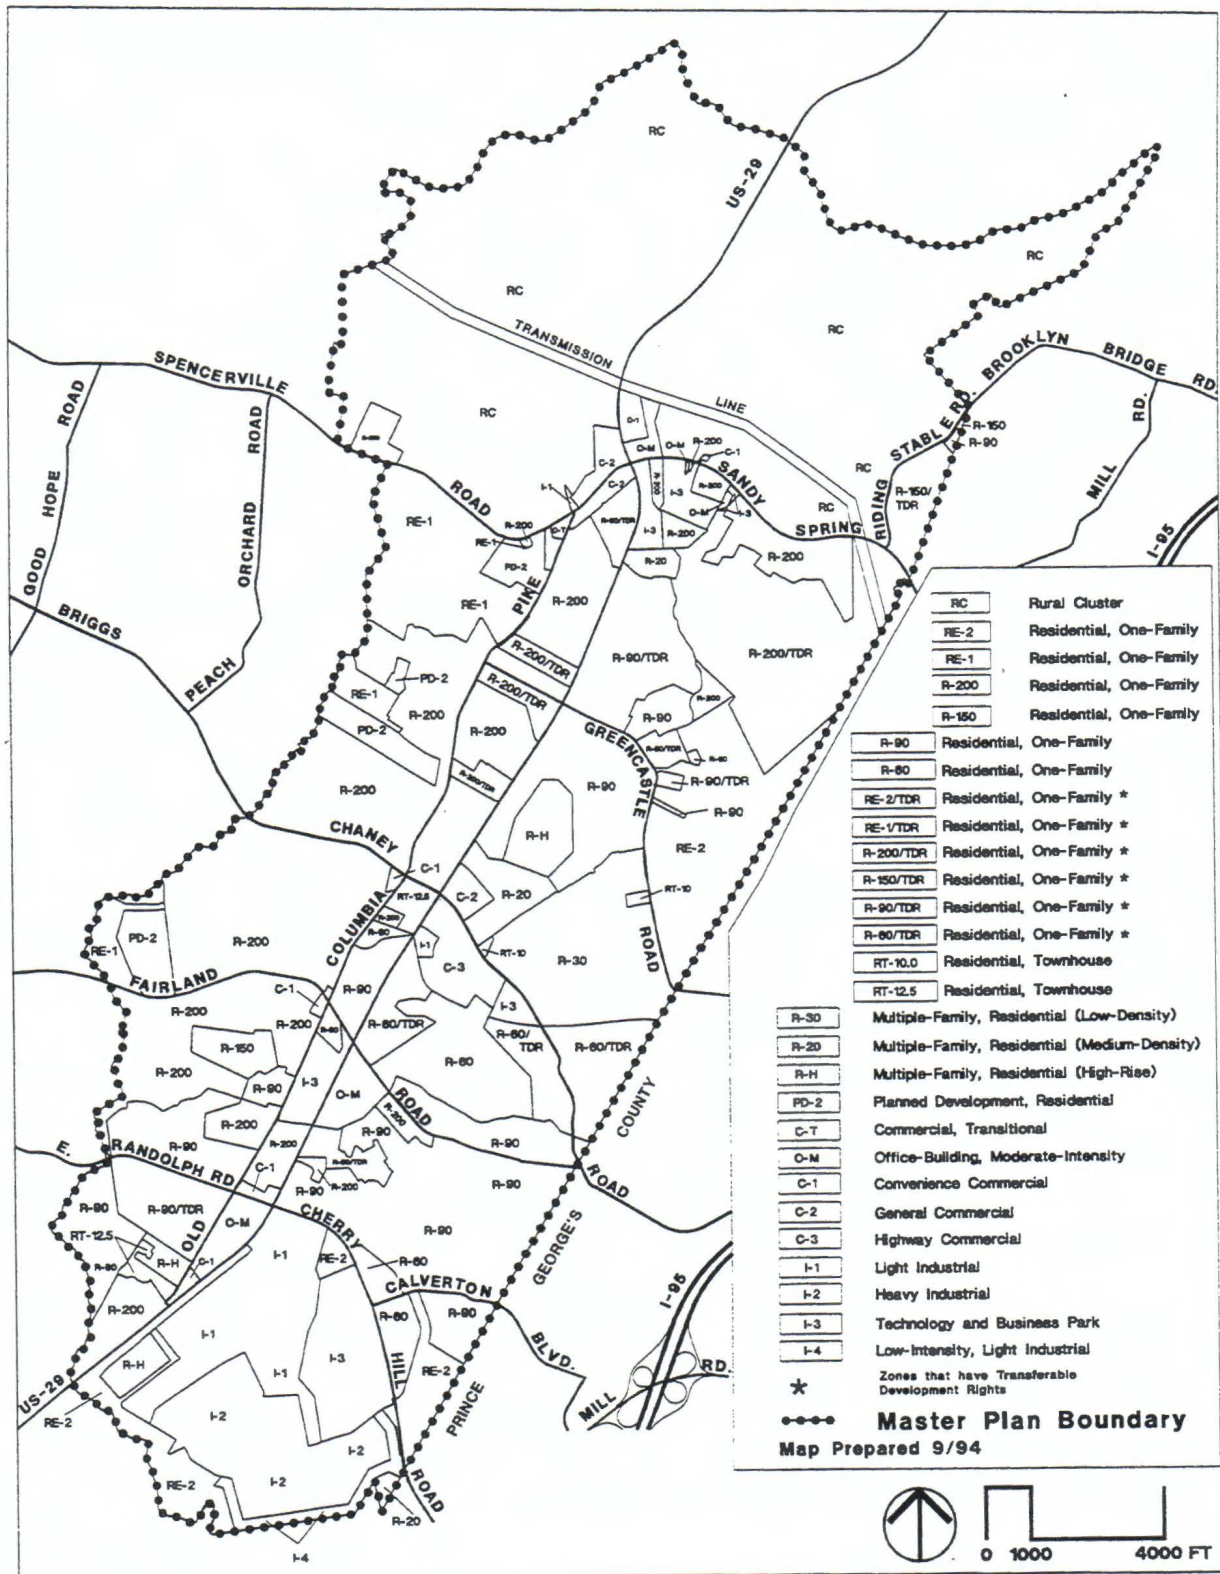 RC
US-29
RC
RC
TRANSMISSION
LINE
RC
BROOKLYN
BRIDGE
RD.
SPENCERVILLE
ROAD
GOOD HOPE ROAD
ORCHARD ROAD
PEACH
BRIGGS
RC
C-2
O-M
O-M
R-200
C-1
SANDY
STABLE RD.
R-150
R-90
RD.
MILL
RC
RIDING
R-150/
TDR
RC
SPRING
I-95
I-1
C-2
R-200
I-3
R-200
O-M
I-3
RE-1
R-200
RE-1
PD-2
C-T
I-3
R-200
R-20
R-200
PIKE
R-200
RE-1
R-200/TDR
R-90/TDR
R-200/TDR
R-200/TDR
PD-2
RE-1
R-200
PD-2
R-200
R-90
R-200
GREENCASTLE
R-90/TDR
R-90
R-90
R-200
CHANEY
R-H
RE-2
C-1
RT-12.5
C-2
R-20
RT-10
COLUMBIA
PD-2
RE-1
R-200
R-60
I-1
C-3
RT-10
R-30
ROAD
FAIRLAND
C-1
R-90
I-3
R-200
R-200
R-60/TDR
R-60/
TDR
R-60/TDR
R-150
R-200
R-90
I-3
R-60
O-M
ROAD
R-200
R-200
R-90
R-200
R-90
COUNTY
E.
RANDOLPH RD
R-90
C-1
R-90
R-200
R-90
ROAD
R-90
R-90/TDR
OLD
O-M
CHERRY
R-90
GEORGE'S
RT-12.5
R-H
C-1
I-1
RE-2
R-60
CALVERTON
I-95
R-200
I-1
R-60
R-90
BLVD.
R-H
I-1
I-3
HILL
RE-2
MILL
RD.
US-29
RE-2
I-2
PRINCE
I-2
RE-2
I-2
ROAD
R-20
I-4
RC Rural Cluster
RE-2 Residential, One-Family
RE-1 Residential, One-Family
R-200 Residential, One-Family
R-150 Residential, One-Family
R-90 Residential, One-Family
R-60 Residential, One-Family
RE-2/TDR Residential, One-Family *
RE-1/TDR Residential, One-Family *
R-200/TDR Residential, One-Family *
R-150/TDR Residential, One-Family *
R-90/TDR Residential, One-Family *
R-60/TDR Residential, One-Family *
RT-10.0 Residential, Townhouse
RT-12.5 Residential, Townhouse
R-30 Multiple-Family, Residential (Low-Density)
R-20 Multiple-Family, Residential (Medium-Density)
R-H Multiple-Family, Residential (High-Rise)
PD-2 Planned Development, Residential
C-T Commercial, Transitional
O-M Office-Building, Moderate-Intensity
C-1 Convenience Commercial
C-2 General Commercial
C-3 Highway Commercial
I-1 Light Industrial
I-2 Heavy Industrial
I-3 Technology and Business Park
I-4 Low-Intensity, Light Industrial
* Zones that have Transferable
Development Rights
Master Plan Boundary
Map Prepared 9/94
0 1000 4000 FT